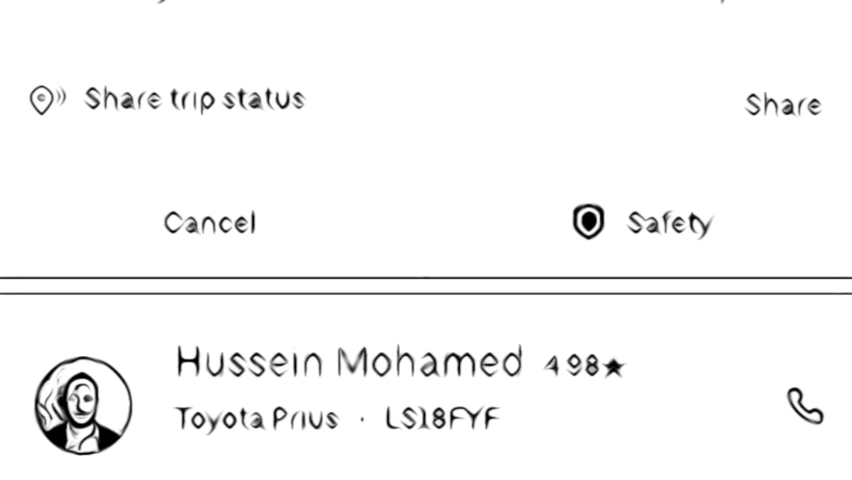 Share trip status
Share
Cancel
Safety
Hussein Mohamed 4 98★
Toyota Prius · LS18FYF